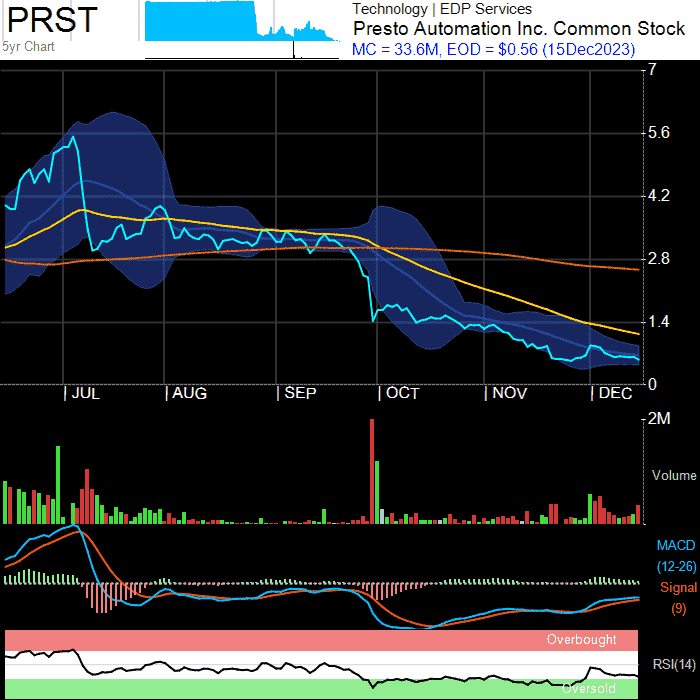 PRST
5yr Chart
Technology | EDP Services
Presto Automation Inc. Common Stock
MC = 33.6M, EOD = $0.56 (15Dec2023)
7
5.6
4.2
2.8
1.4
0
| JUL | AUG | SEP | OCT | NOV | DEC
2M
Volume
MACD
(12-26)
Signal
(9)
Overbought
RSI(14)
Oversold